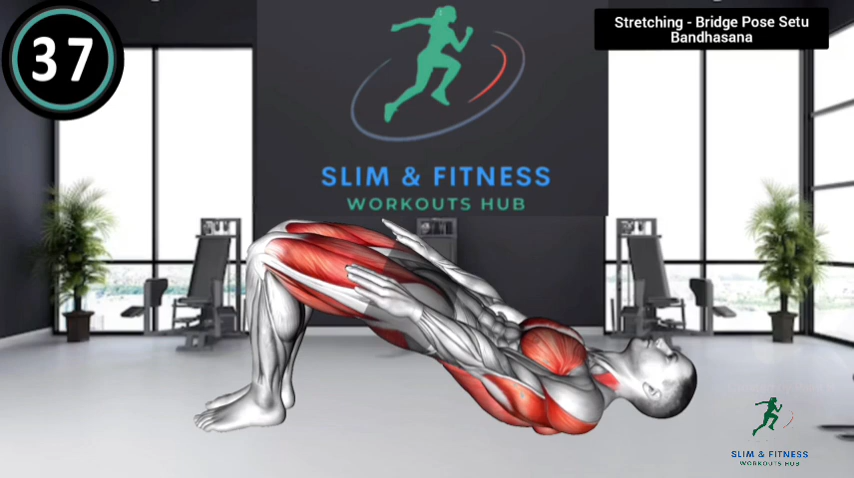 37
Stretching - Bridge Pose Setu
Bandhasana
SLIM & FITNESS
WORKOUTS HUB
SLIM & FITNESS
WORKOUTS HUB